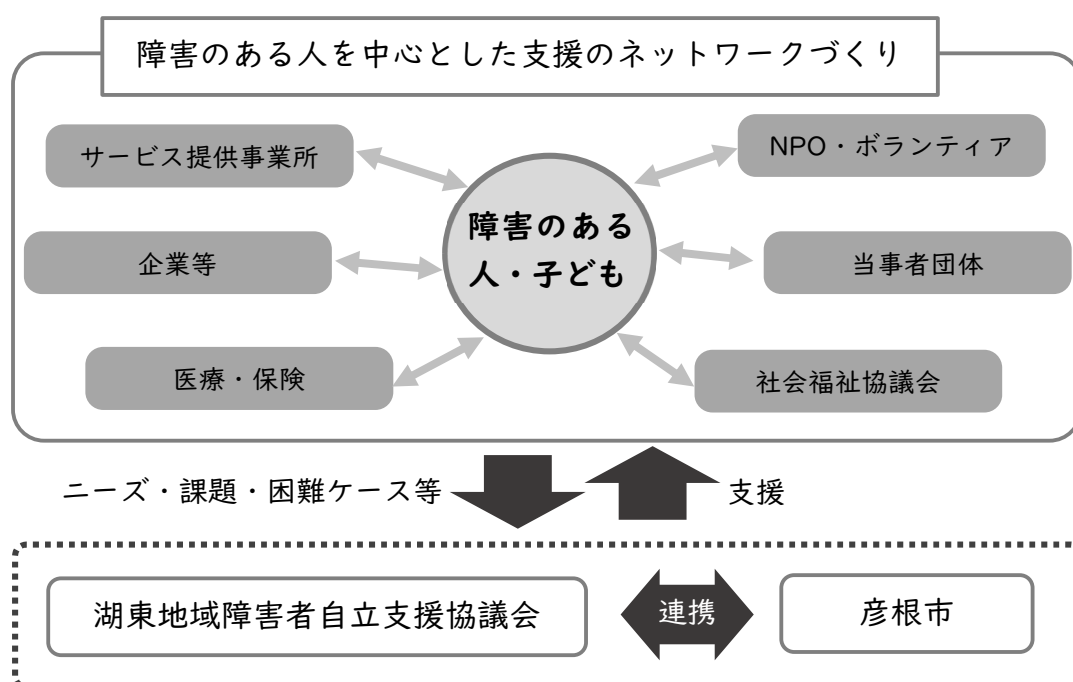 障害のある人を中心とした支援のネットワークづくり
サービス提供事業所
NPO・ボランティア
障害のある
人・子ども
企業等
当事者団体
医療・保険
社会福祉協議会
ニーズ・課題・困難ケース等
支援
湖東地域障害者自立支援協議会
連携
彦根市